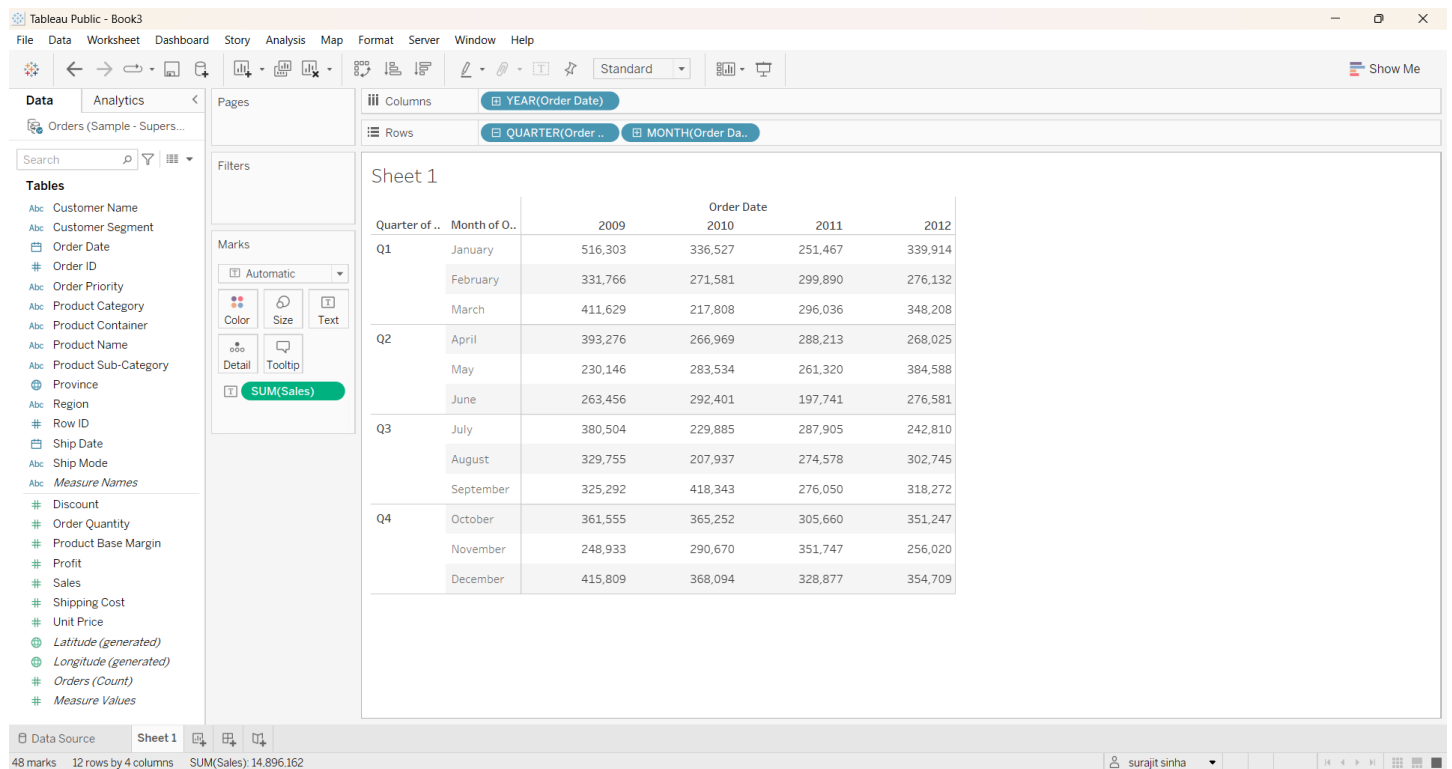 Tableau Public - Book3
File Data Worksheet Dashboard Story Analysis Map Format Server Window Help
Standard
Show Me
Data Analytics
Orders (Sample - Supers...
Search
Tables
Abc Customer Name
Abc Customer Segment
Order Date
# Order ID
Abc Order Priority
Abc Product Category
Abc Product Container
Abc Product Name
Abc Product Sub-Category
Province
Abc Region
# Row ID
Ship Date
Abc Ship Mode
Abc Measure Names
# Discount
# Order Quantity
# Product Base Margin
# Profit
# Sales
# Shipping Cost
# Unit Price
Latitude (generated)
Longitude (generated)
# Orders (Count)
# Measure Values
Pages
Filters
Marks
T Automatic
Color Size T Text
Detail Tooltip
T SUM(Sales)
Columns YEAR(Order Date)
Rows QUARTER(Order .. MONTH(Order Da..
Sheet 1
Order Date
Quarter of .. Month of O.. 2009 2010 2011 2012
Q1 January 516,303 336,527 251,467 339,914
February 331,766 271,581 299,890 276,132
March 411,629 217,808 296,036 348,208
Q2 April 393,276 266,969 288,213 268,025
May 230,146 283,534 261,320 384,588
June 263,456 292,401 197,741 276,581
Q3 July 380,504 229,885 287,905 242,810
August 329,755 207,937 274,578 302,745
September 325,292 418,343 276,050 318,272
Q4 October 361,555 365,252 305,660 351,247
November 248,933 290,670 351,747 256,020
December 415,809 368,094 328,877 354,709
Data Source Sheet 1
48 marks 12 rows by 4 columns SUM(Sales): 14.896.162
surajit sinha